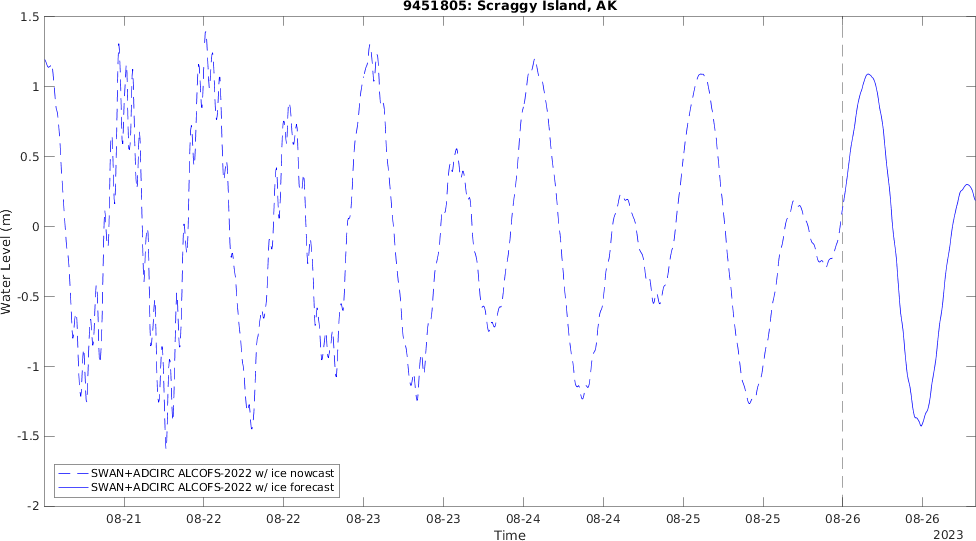 9451805: Scraggy Island, AK
1.5
1
0.5
0
-0.5
-1
-1.5
-2
Water Level (m)
SWAN+ADCIRC ALCOFS-2022 w/ ice nowcast
SWAN+ADCIRC ALCOFS-2022 w/ ice forecast
08-21 08-22 08-22 08-23 08-23 08-24 08-24 08-25 08-25 08-26 08-26
Time
2023